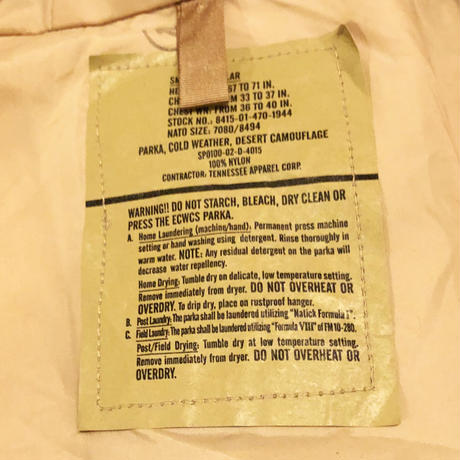 SM LAR
HE 67 TO 71 IN.
CH M 33 TO 37 IN.
CHEST WN. FROM 36 TO 40 IN.
STOCK NO.: 8415-01-470-1944
NATO SIZE: 7080/8494
PARKA, COLD WEATHER, DESERT CAMOUFLAGE
SPO100-02-D-4015
100% NYLON
CONTRACTOR: TENNESSEE APPAREL CORP.
WARNING!! DO NOT STARCH, BLEACH, DRY CLEAN OR
PRESS THE ECWCS PARKA.
A. Home Laundering (machine/hand). Permanent press machine
setting or hand washing using detergent. Rinse thoroughly in
warm water. NOTE: Any residual detergent on the parka will
decrease water repellency.
Home Drying: Tumble dry on delicate, low temperature setting.
Remove immediately from dryer. DO NOT OVERHEAT OR
OVERDRY. To drip dry, place on rustproof hanger.
B. Post Laundry: The parka shall be laundered utilizing "Natick Formula I".
C. Field Laundry: The parka shall be laundered utilizing "Formula VIII" of FM 10-280.
Post/Field Drying: Tumble dry at low temperature setting.
Remove immediately from dryer. DO NOT OVERHEAT OR
OVERDRY.